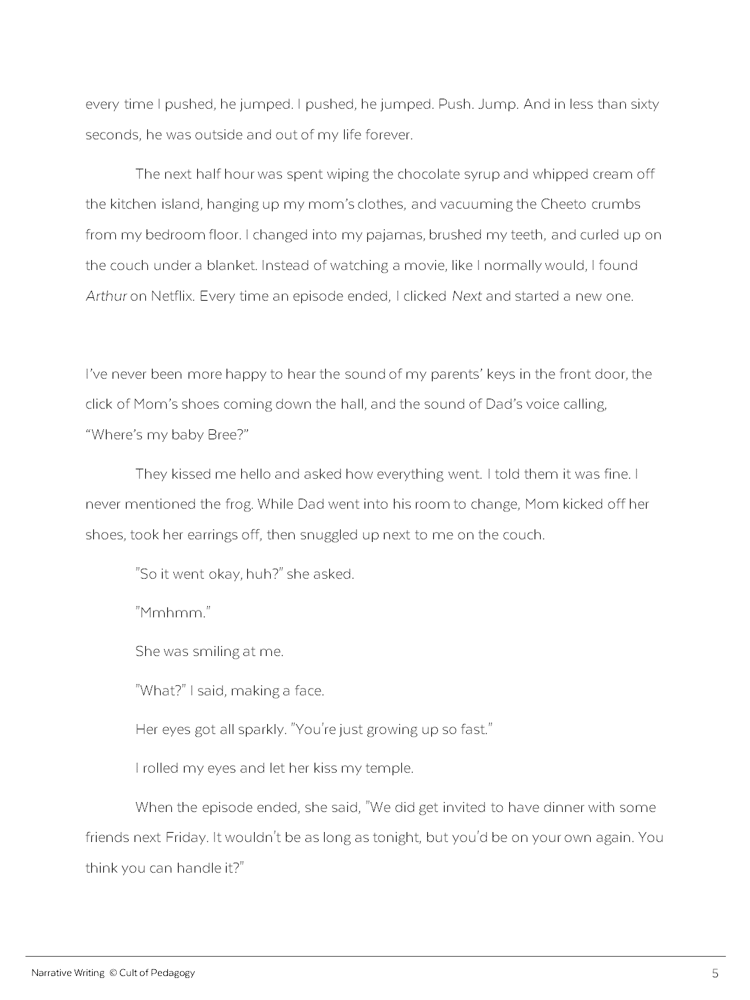 every time I pushed, he jumped. I pushed, he jumped. Push. Jump. And in less than sixty
seconds, he was outside and out of my life forever.
The next half hour was spent wiping the chocolate syrup and whipped cream off
the kitchen island, hanging up my mom’s clothes, and vacuuming the Cheeto crumbs
from my bedroom floor. I changed into my pajamas, brushed my teeth, and curled up on
the couch under a blanket. Instead of watching a movie, like I normally would, I found
Arthur on Netflix. Every time an episode ended, I clicked Next and started a new one.
I’ve never been more happy to hear the sound of my parents’ keys in the front door, the
click of Mom’s shoes coming down the hall, and the sound of Dad’s voice calling,
“Where’s my baby Bree?”
They kissed me hello and asked how everything went. I told them it was fine. I
never mentioned the frog. While Dad went into his room to change, Mom kicked off her
shoes, took her earrings off, then snuggled up next to me on the couch.
"So it went okay, huh?" she asked.
"Mmhmm."
She was smiling at me.
"What?" I said, making a face.
Her eyes got all sparkly. "You're just growing up so fast."
I rolled my eyes and let her kiss my temple.
When the episode ended, she said, "We did get invited to have dinner with some
friends next Friday. It wouldn't be as long as tonight, but you'd be on your own again. You
think you can handle it?"
Narrative Writing © Cult of Pedagogy
5